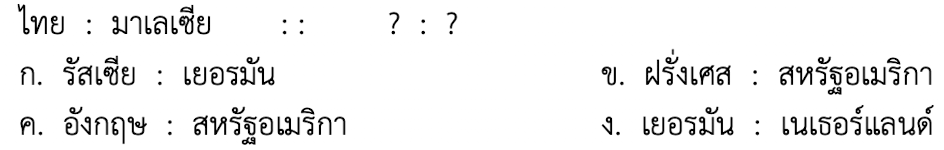 ไทย : มาเลเซีย :: ? : ?
ก. รัสเซีย : เยอรมัน ข. ฝรั่งเศส : สหรัฐอเมริกา
ค. อังกฤษ : สหรัฐอเมริกา ง. เยอรมัน : เนเธอร์แลนด์